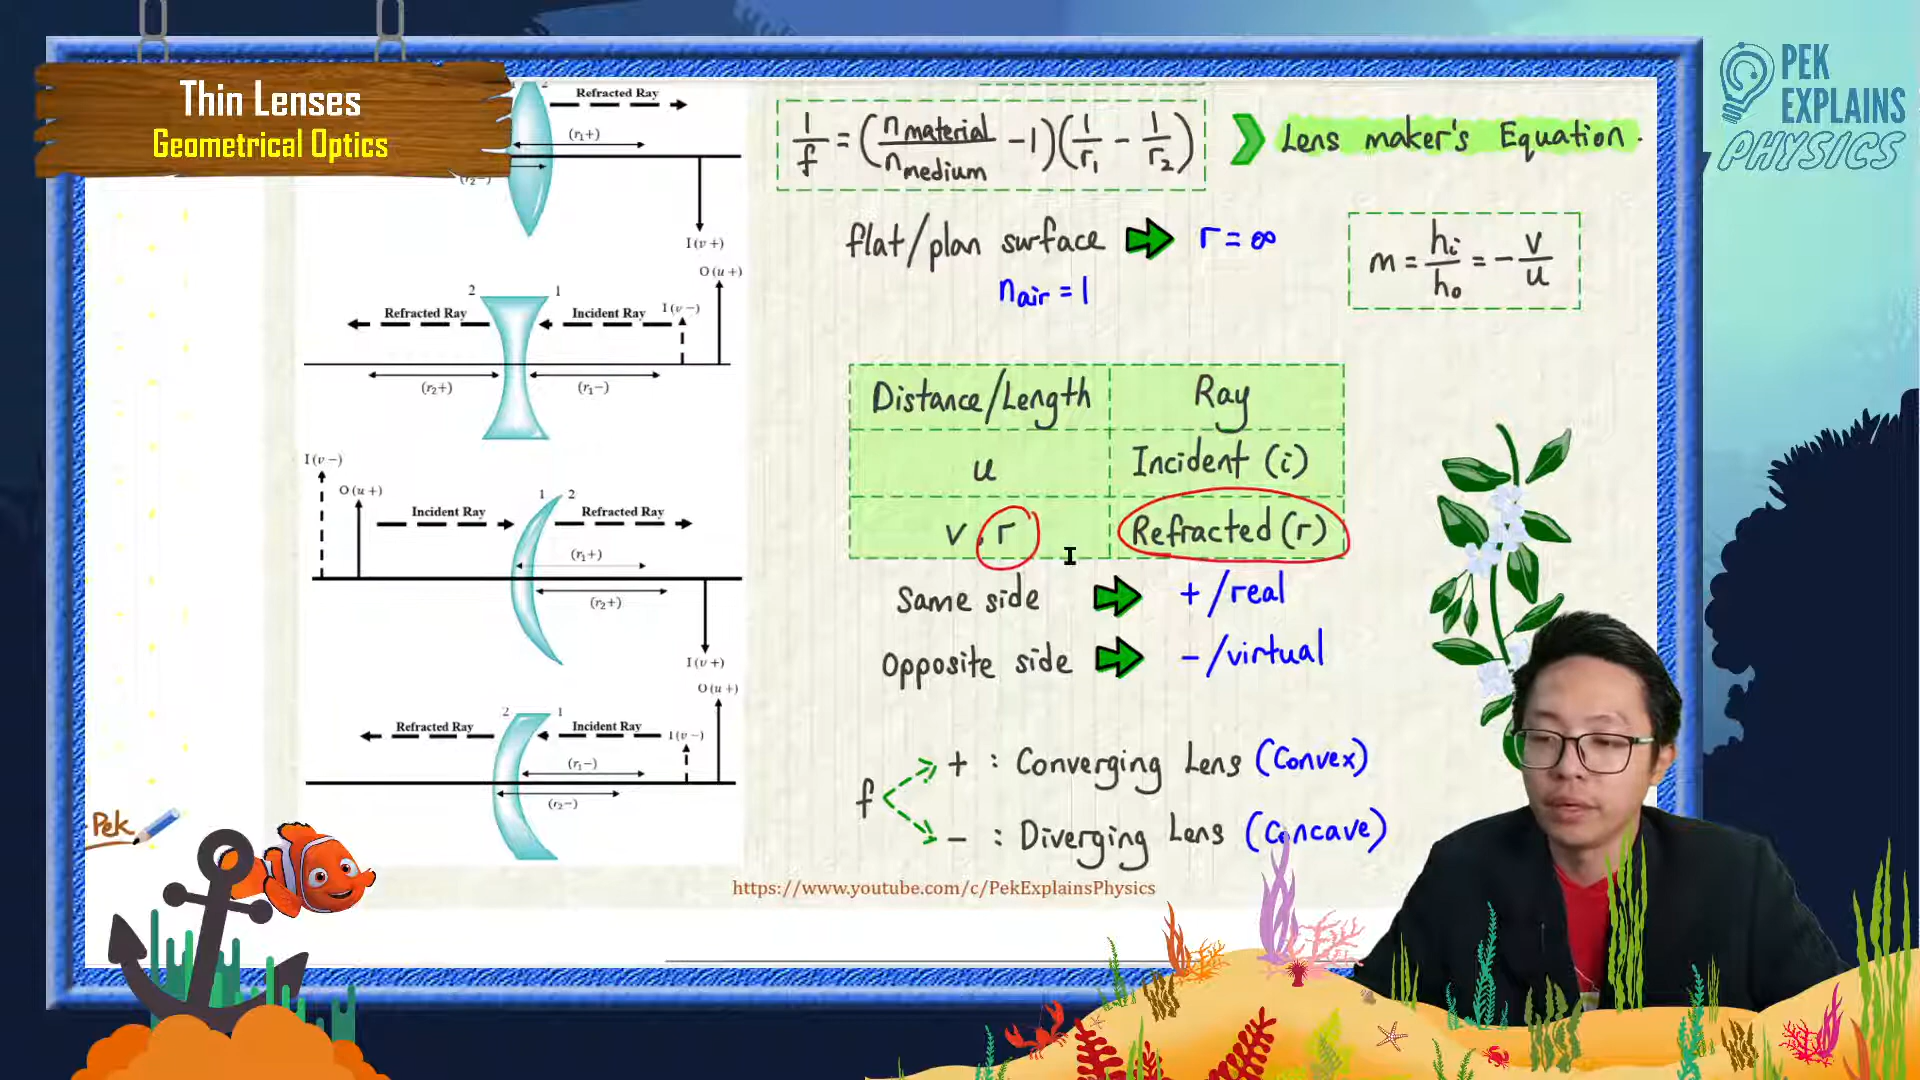 Thin Lenses
Geometrical Optics
PEK
EXPLAINS
PHYSICS
2
Refracted Ray
(r₁+)
(r₂−)
I (v +)
O (u +)
2
1
Refracted Ray
Incident Ray
I (v −)
(r₂+)
(r₁−)
I (v −)
O (u +)
1
2
Incident Ray
Refracted Ray
(r₁+)
(r₂+)
I (v +)
O (u +)
2
1
Refracted Ray
Incident Ray
I (v −)
(r₁−)
(r₂−)
Pek
1/f = (n material / n medium − 1)(1/r₁ − 1/r₂)
Lens maker's Equation.
flat/plan surface
r = ∞
n air = 1
m = hi/ho = − v/u
Distance/Length
Ray
u
Incident (i)
v, r
Refracted (r)
Same side
+/real
Opposite side
−/virtual
f
+ : Converging Lens (Convex)
− : Diverging Lens (Concave)
https://www.youtube.com/c/PekExplainsPhysics